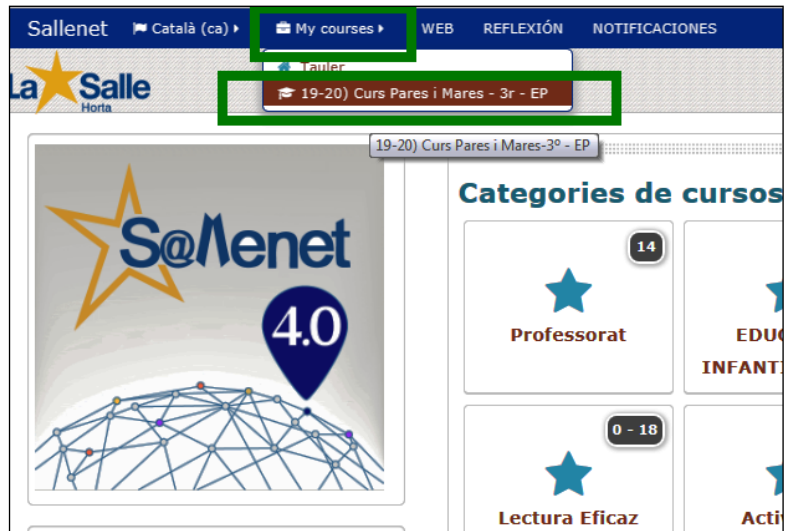 Sallenet Català (ca) My courses WEB REFLEXIÓN NOTIFICACIONES
Tauler
19-20) Curs Pares i Mares - 3r - EP
La Salle
Horta
19-20) Curs Pares i Mares-3º - EP
S@llenet
4.0
Categories de cursos
14
Professorat
EDU
INFANTI
0 - 18
Lectura Eficaz
Acti